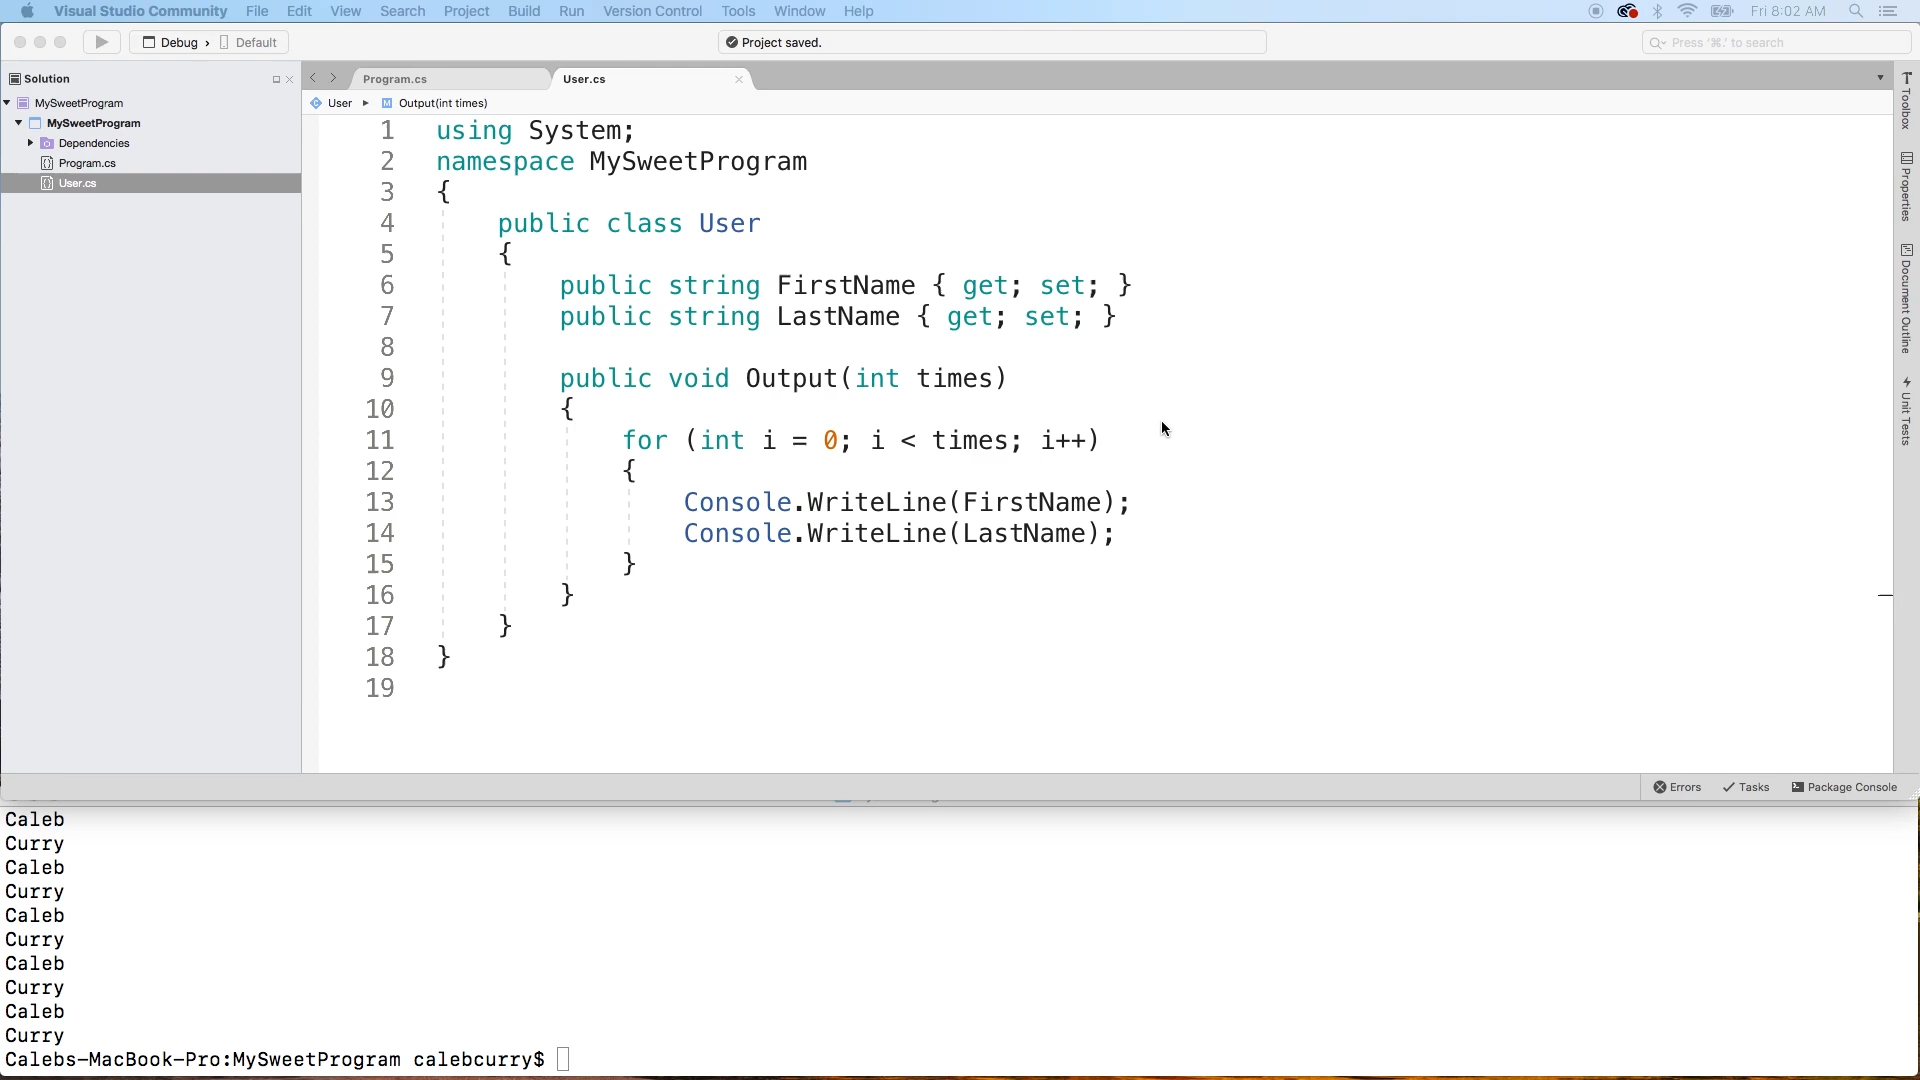 Visual Studio Community File Edit View Search Project Build Run Version Control Tools Window Help Fri 8:02 AM
Debug › Default Project saved. Press '⌘.' to search
Solution Program.cs User.cs
MySweetProgram User Output(int times)
MySweetProgram
Dependencies
Program.cs
User.cs
1 using System;
2 namespace MySweetProgram
3 {
4 public class User
5 {
6 public string FirstName { get; set; }
7 public string LastName { get; set; }
8
9 public void Output(int times)
10 {
11 for (int i = 0; i < times; i++)
12 {
13 Console.WriteLine(FirstName);
14 Console.WriteLine(LastName);
15 }
16 }
17 }
18 }
19
Toolbox
Properties
Document Outline
Unit Tests
Errors Tasks Package Console
Caleb
Curry
Caleb
Curry
Caleb
Curry
Caleb
Curry
Caleb
Curry
Calebs-MacBook-Pro:MySweetProgram calebcurry$